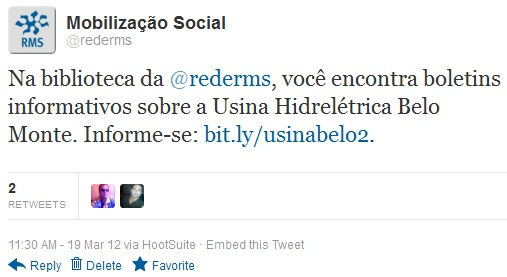 RMS
Mobilização Social
@rederms
Na biblioteca da @rederms, você encontra boletins
informativos sobre a Usina Hidrelétrica Belo
Monte. Informe-se: bit.ly/usinabelo2.
2
RETWEETS
11:30 AM - 19 Mar 12 via HootSuite · Embed this Tweet
Reply Delete Favorite